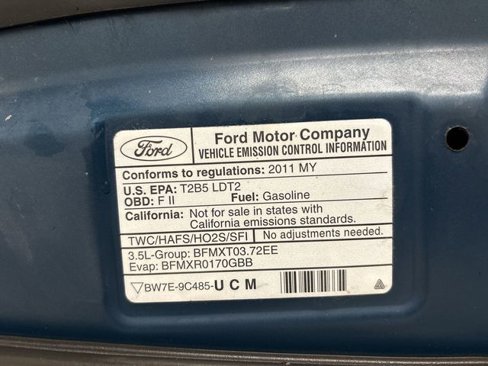 Ford
Ford Motor Company
VEHICLE EMISSION CONTROL INFORMATION
Conforms to regulations: 2011 MY
U.S. EPA: T2B5 LDT2
OBD: F II Fuel: Gasoline
California: Not for sale in states with
California emissions standards.
TWC/HAFS/HO2S/SFI No adjustments needed.
3.5L-Group: BFMXT03.72EE
Evap: BFMXR0170GBB
BW7E-9C485-UCM